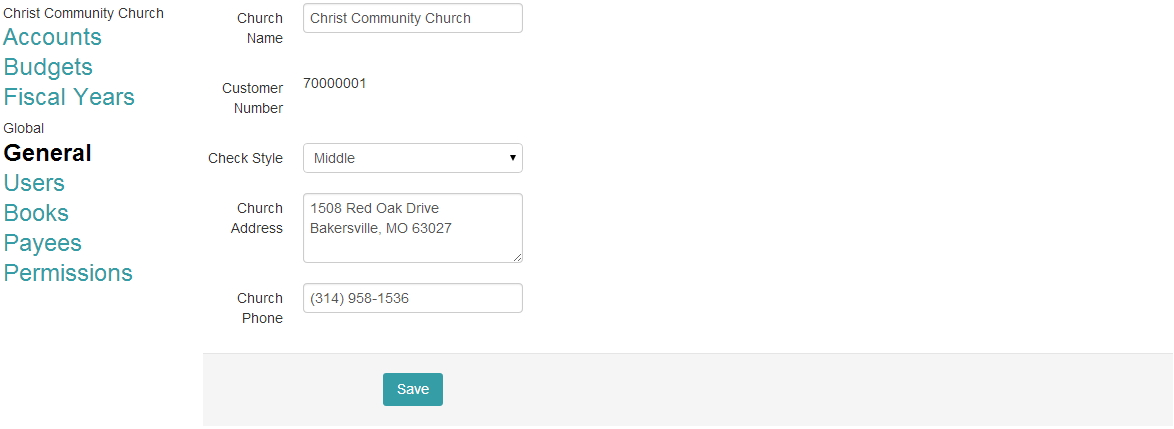 Christ Community Church
Accounts
Budgets
Fiscal Years
Global
General
Users
Books
Payees
Permissions
Church
Name
Christ Community Church
Customer
Number
70000001
Check Style
Middle
Church
Address
1508 Red Oak Drive
Bakersville, MO 63027
Church
Phone
(314) 958-1536
Save